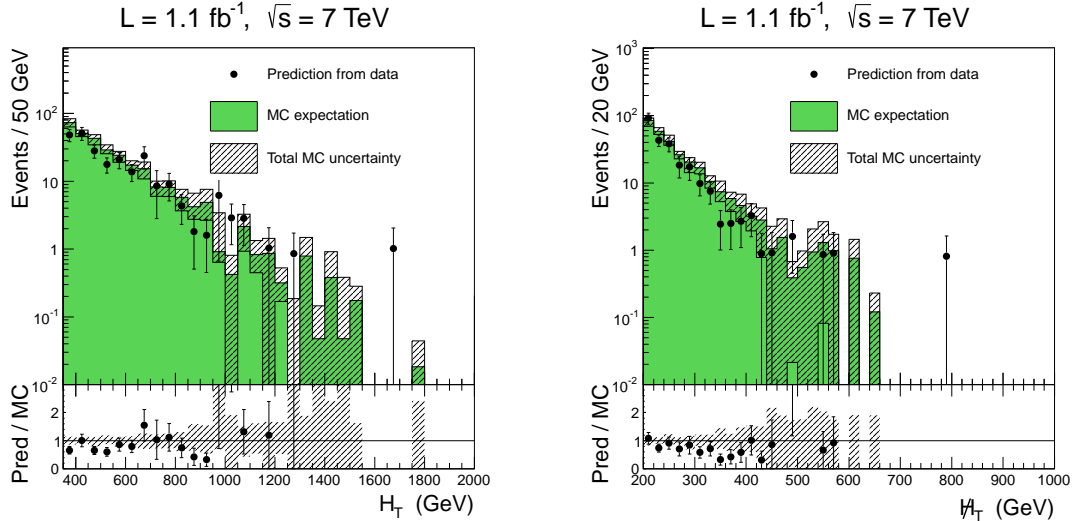 L = 1.1 fb⁻¹, √s = 7 TeV
Events / 50 GeV
10²
10
1
10⁻¹
10⁻²
Prediction from data
MC expectation
Total MC uncertainty
Pred / MC
2
1
0
400 600 800 1000 1200 1400 1600 1800 2000
H_T (GeV)
L = 1.1 fb⁻¹, √s = 7 TeV
Events / 20 GeV
10³
10²
10
1
10⁻¹
10⁻²
Prediction from data
MC expectation
Total MC uncertainty
Pred / MC
2
1
0
200 300 400 500 600 700 800 900 1000
H̸_T (GeV)